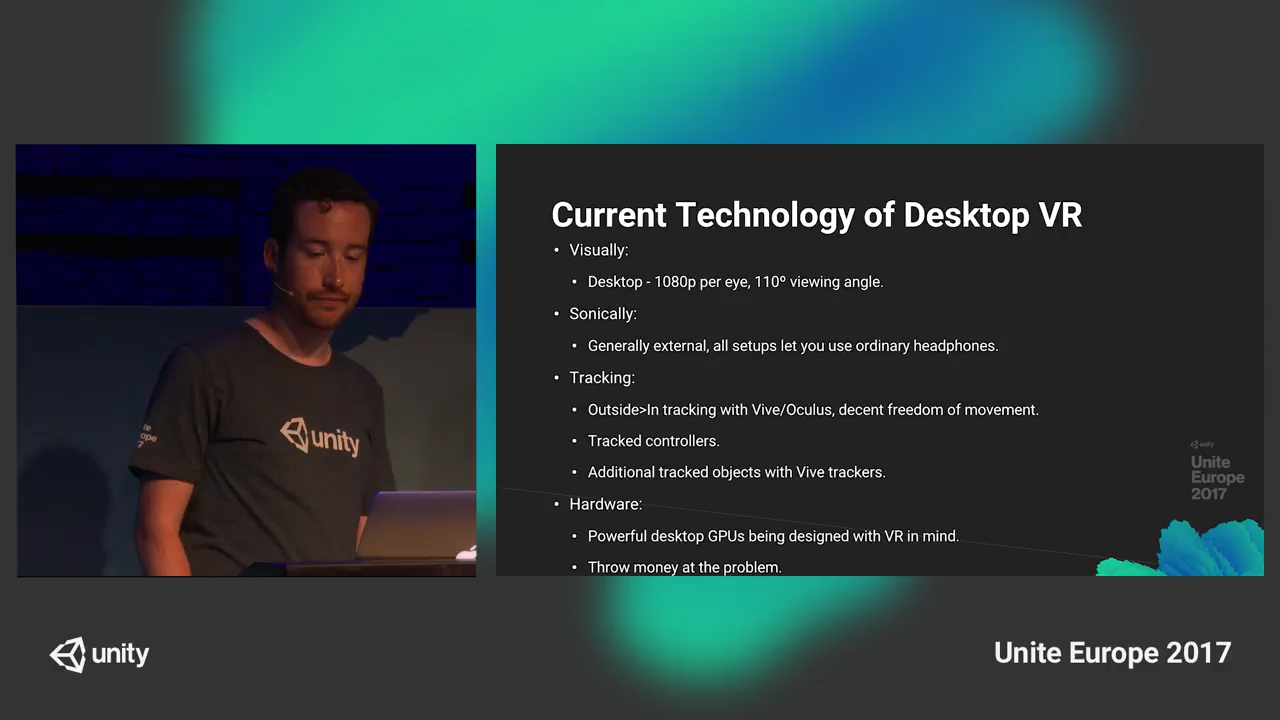 unity
Current Technology of Desktop VR
• Visually:
• Desktop - 1080p per eye, 110º viewing angle.
• Sonically:
• Generally external, all setups let you use ordinary headphones.
• Tracking:
• Outside>In tracking with Vive/Oculus, decent freedom of movement.
• Tracked controllers.
• Additional tracked objects with Vive trackers.
• Hardware:
• Powerful desktop GPUs being designed with VR in mind.
• Throw money at the problem.
unity
Unite
Europe
2017
unity
Unite Europe 2017